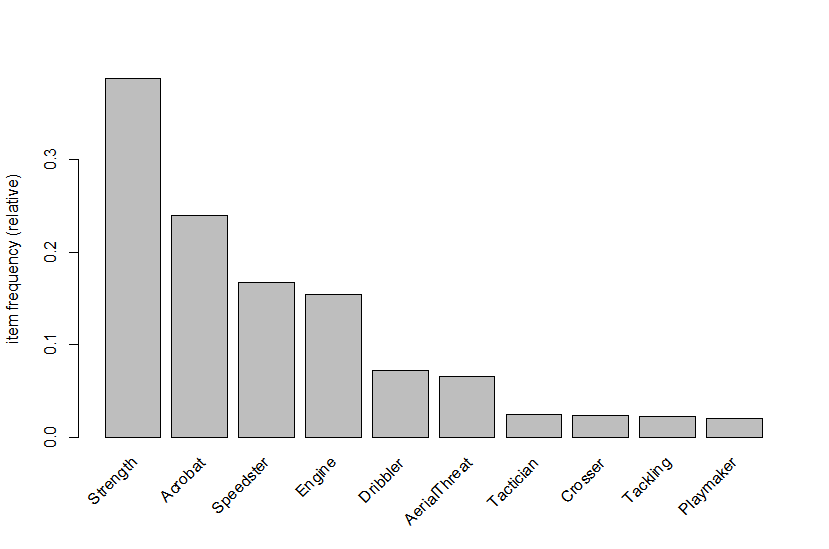 item frequency (relative)
0.3
0.2
0.1
0.0
Strength
Acrobat
Speedster
Engine
Dribbler
AerialThreat
Tactician
Crosser
Tackling
Playmaker